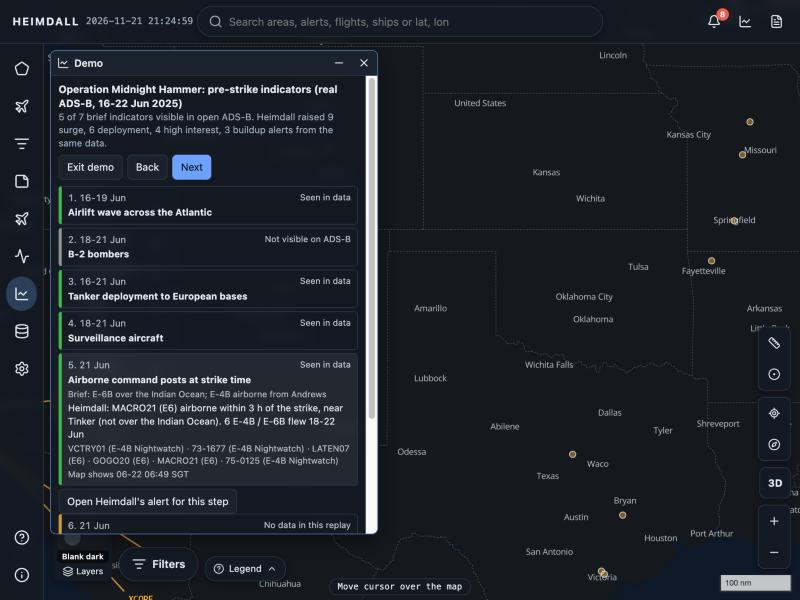 HEIMDALL
2026-11-21 21:24:59
Search areas, alerts, flights, ships or lat, lon
8
Demo
Operation Midnight Hammer: pre-strike indicators (real
ADS-B, 16-22 Jun 2025)
5 of 7 brief indicators visible in open ADS-B. Heimdall raised 9
surge, 6 deployment, 4 high interest, 3 buildup alerts from the
same data.
Exit demo
Back
Next
1. 16-19 Jun
Seen in data
Airlift wave across the Atlantic
2. 18-21 Jun
Not visible on ADS-B
B-2 bombers
3. 16-21 Jun
Seen in data
Tanker deployment to European bases
4. 18-21 Jun
Seen in data
Surveillance aircraft
5. 21 Jun
Seen in data
Airborne command posts at strike time
Brief: E-6B over the Indian Ocean; E-4B airborne from Andrews
Heimdall: MACRO21 (E6) airborne within 3 h of the strike, near
Tinker (not over the Indian Ocean). 6 E-4B / E-6B flew 18-22
Jun
VCTRY01 (E-4B Nightwatch) · 73-1677 (E-4B Nightwatch) · LATEN07
(E6) · GOGO20 (E6) · MACRO21 (E6) · 75-0125 (E-4B Nightwatch)
Map shows 06-22 06:49 SGT
Open Heimdall's alert for this step
6. 21 Jun
No data in this replay
Blank dark
Layers
Filters
Legend
XCORE
Chihuahua
Move cursor over the map
Lincoln
United States
Kansas City
Missouri
Kansas
Wichita
Springfield
Tulsa
Fayetteville
Amarillo
Oklahoma City
Oklahoma
Arkansas
Wichita Falls
Lubbock
Dallas
Abilene
Tyler
Shreveport
Odessa
Waco
Texas
Bryan
Austin
Houston
Port Arthur
San Antonio
Victoria
3D
100 nm